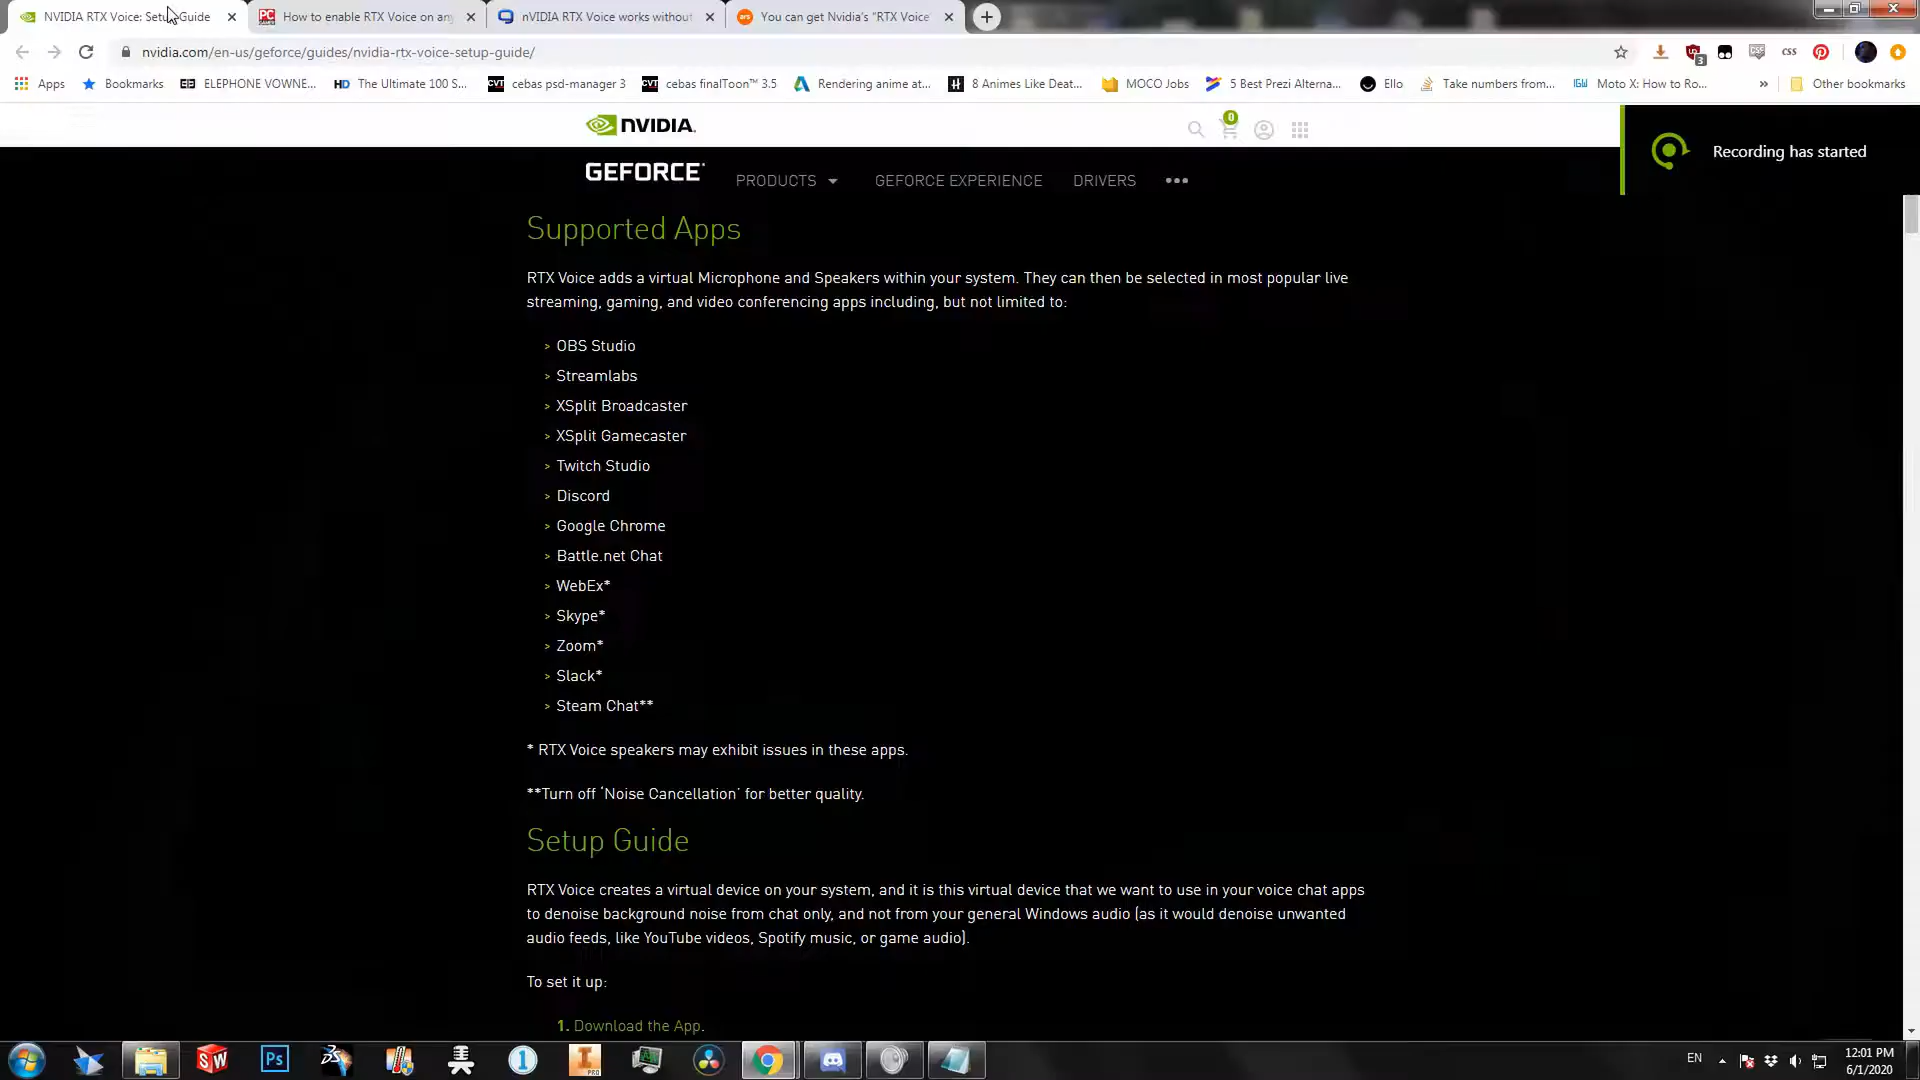 NVIDIA RTX Voice: Setup Guide
How to enable RTX Voice on any
nVIDIA RTX Voice works without
You can get Nvidia's "RTX Voice"
nvidia.com/en-us/geforce/guides/nvidia-rtx-voice-setup-guide/
3
CSS
Apps
Bookmarks
ELEPHONE VOWNE...
HD
The Ultimate 100 S...
CVT
cebas psd-manager 3
CVT
cebas finalToon™ 3.5
Rendering anime at...
8 Animes Like Deat...
MOCO Jobs
5 Best Prezi Alterna...
Ello
Take numbers from...
Moto X: How to Ro...
»
Other bookmarks
NVIDIA.
0
Recording has started
GEFORCE
PRODUCTS
GEFORCE EXPERIENCE
DRIVERS
•••
Supported Apps
RTX Voice adds a virtual Microphone and Speakers within your system. They can then be selected in most popular live
streaming, gaming, and video conferencing apps including, but not limited to:
> OBS Studio
> Streamlabs
> XSplit Broadcaster
> XSplit Gamecaster
> Twitch Studio
> Discord
> Google Chrome
> Battle.net Chat
> WebEx*
> Skype*
> Zoom*
> Slack*
> Steam Chat**
* RTX Voice speakers may exhibit issues in these apps.
**Turn off ‘Noise Cancellation’ for better quality.
Setup Guide
RTX Voice creates a virtual device on your system, and it is this virtual device that we want to use in your voice chat apps
to denoise background noise from chat only, and not from your general Windows audio (as it would denoise unwanted
audio feeds, like YouTube videos, Spotify music, or game audio).
To set it up:
1. Download the App.
SW
Ps
1
PRO
EN
12:01 PM
6/1/2020